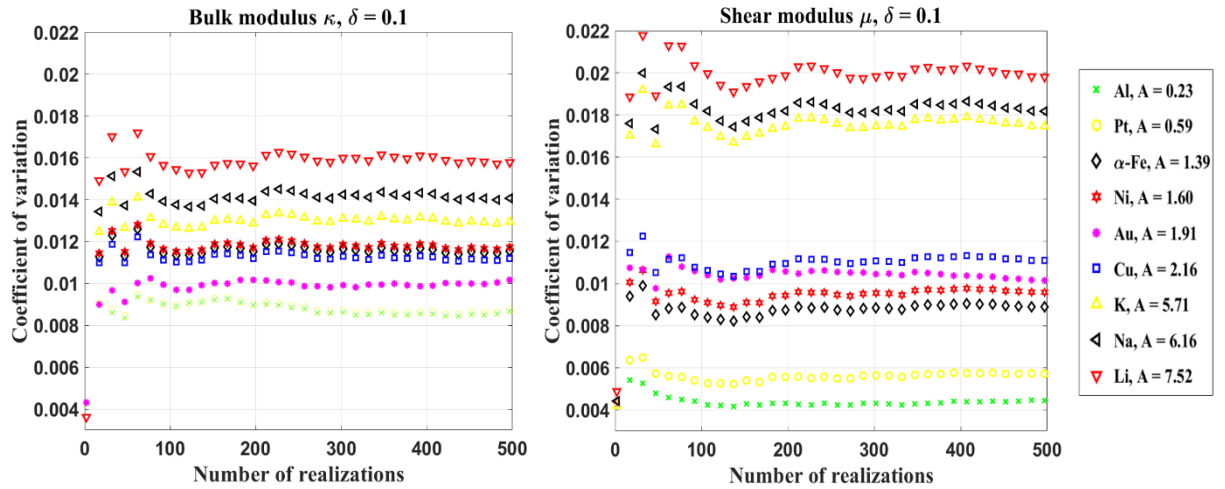 Bulk modulus κ, δ = 0.1
Coefficient of variation
0.022
0.02
0.018
0.016
0.014
0.012
0.01
0.008
0.006
0.004
0
100
200
300
400
500
Number of realizations
Shear modulus μ, δ = 0.1
Coefficient of variation
0.022
0.02
0.018
0.016
0.014
0.012
0.01
0.008
0.006
0.004
0
100
200
300
400
500
Number of realizations
Al, A = 0.23
Pt, A = 0.59
α-Fe, A = 1.39
Ni, A = 1.60
Au, A = 1.91
Cu, A = 2.16
K, A = 5.71
Na, A = 6.16
Li, A = 7.52